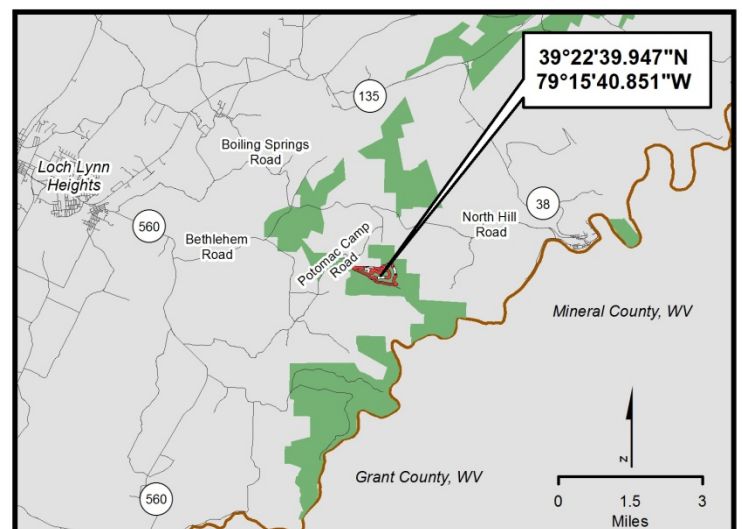 39°22'39.947"N
79°15'40.851"W
135
Boiling Springs
Road
Loch Lynn
Heights
560
Bethlehem
Road
Potomac Camp
Road
North Hill
Road
38
Mineral County, WV
Grant County, WV
560
N
0 1.5 3
Miles